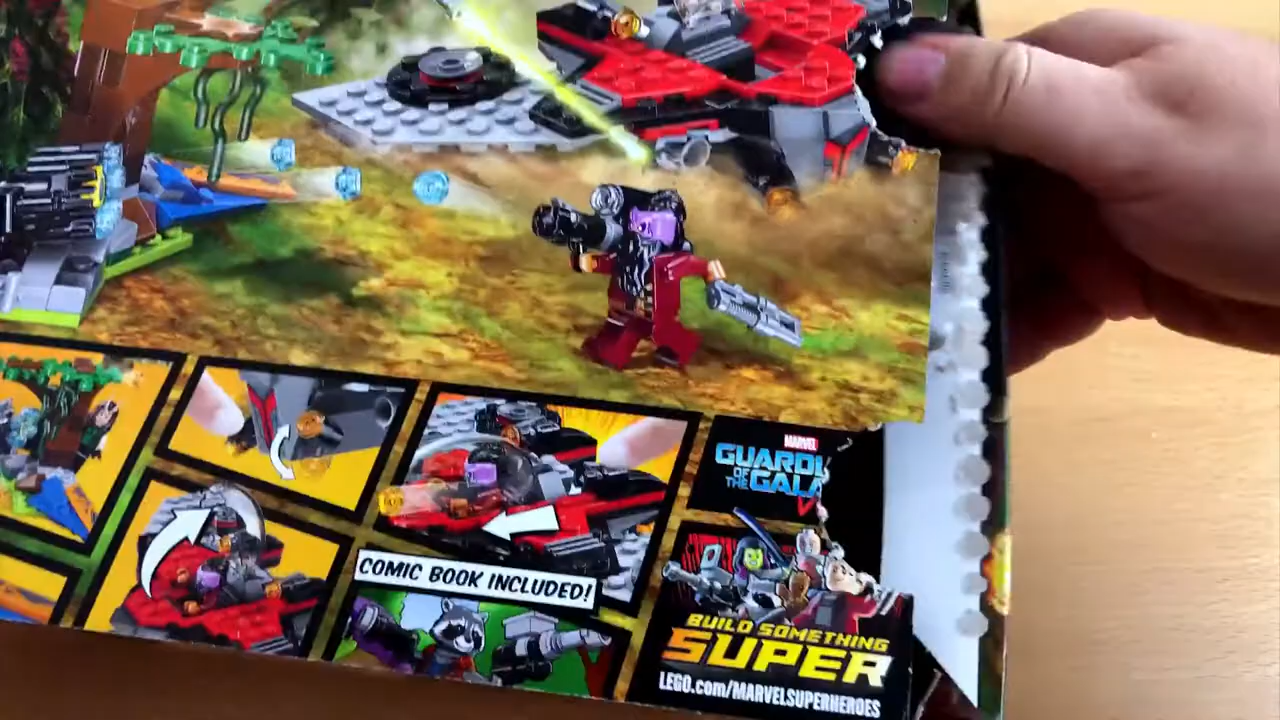 MARVEL
GUARDI
OF
THE GALA
COMIC BOOK INCLUDED!
BUILD SOMETHING
SUPER
LEGO.com/MARVELSUPERHEROES